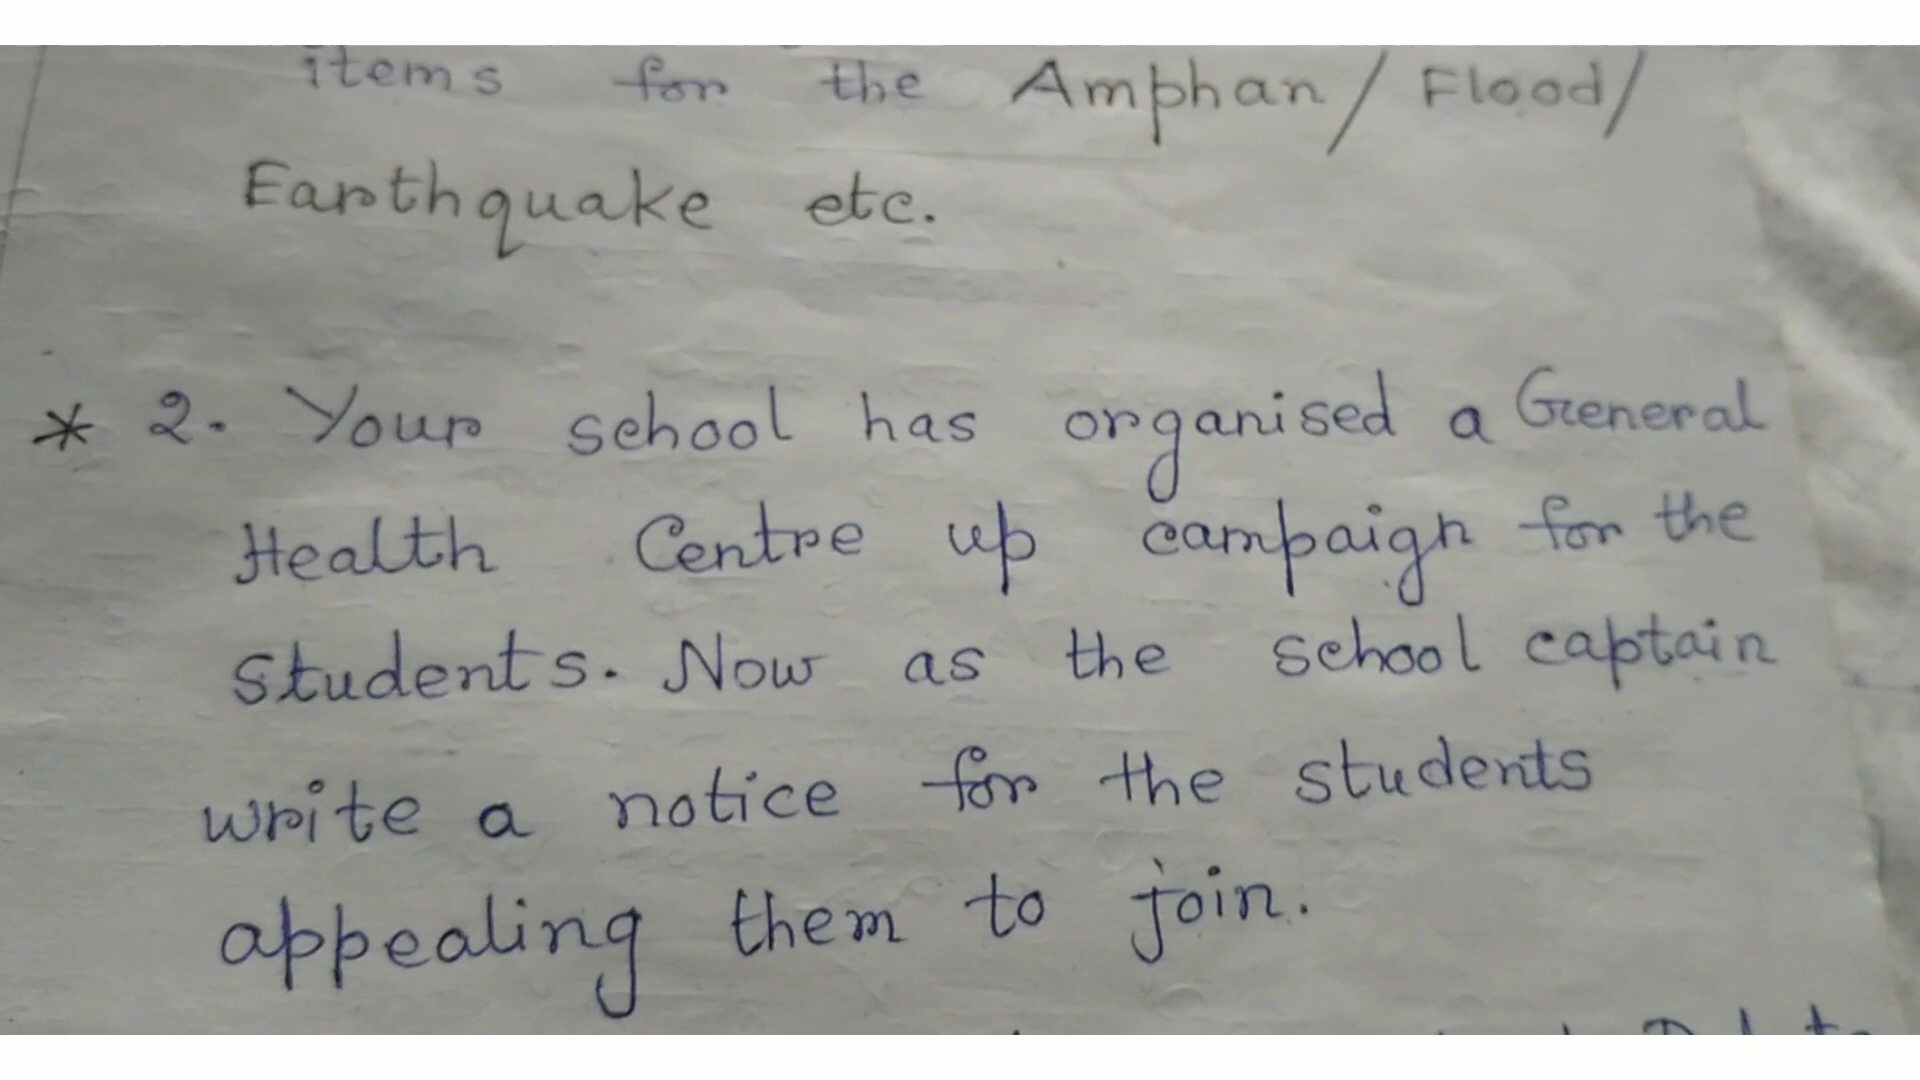 items for the Amphan/ Flood/
Earthquake etc.
* 2. Your school has organised a General
Health Centre up campaign for the
students. Now as the school captain
write a notice for the students
appealing them to join.